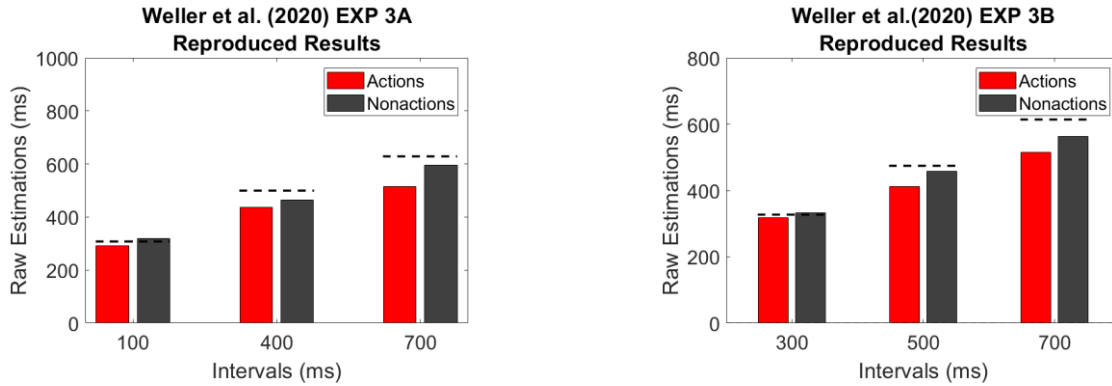 Weller et al. (2020) EXP 3A
Reproduced Results
Raw Estimations (ms)
1000
800
600
400
200
0
Actions
Nonactions
100
400
700
Intervals (ms)
Weller et al.(2020) EXP 3B
Reproduced Results
Raw Estimations (ms)
800
600
400
200
0
Actions
Nonactions
300
500
700
Intervals (ms)